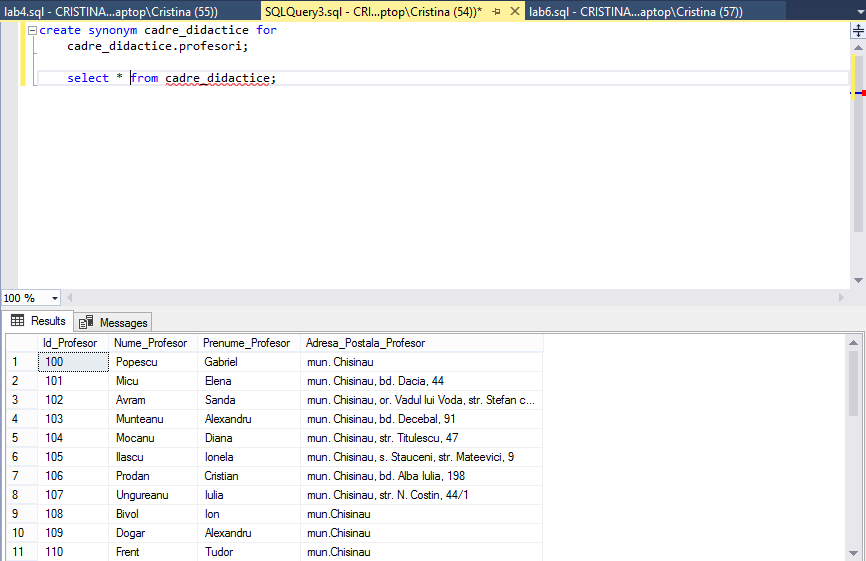 lab4.sql - CRISTINA...aptop\Cristina (55)) SQLQuery3.sql - CRI...ptop\Cristina (54))* lab6.sql - CRISTINA...aptop\Cristina (57))
create synonym cadre_didactice for
cadre_didactice.profesori;
select * from cadre_didactice;
100 %
Results Messages
Id_Profesor Nume_Profesor Prenume_Profesor Adresa_Postala_Profesor
1 100 Popescu Gabriel mun. Chisinau
2 101 Micu Elena mun. Chisinau, bd. Dacia, 44
3 102 Avram Sanda mun. Chisinau, or. Vadul lui Voda, str. Stefan c...
4 103 Munteanu Alexandru mun. Chisinau, bd. Decebal, 91
5 104 Mocanu Diana mun. Chisinau, str. Titulescu, 47
6 105 Ilascu Ionela mun. Chisinau, s. Stauceni, str. Mateevici, 9
7 106 Prodan Cristian mun. Chisinau, bd. Alba Iulia, 198
8 107 Ungureanu Iulia mun. Chisinau, str. N. Costin, 44/1
9 108 Bivol Ion mun.Chisinau
10 109 Dogar Alexandru mun.Chisinau
11 110 Frent Tudor mun.Chisinau